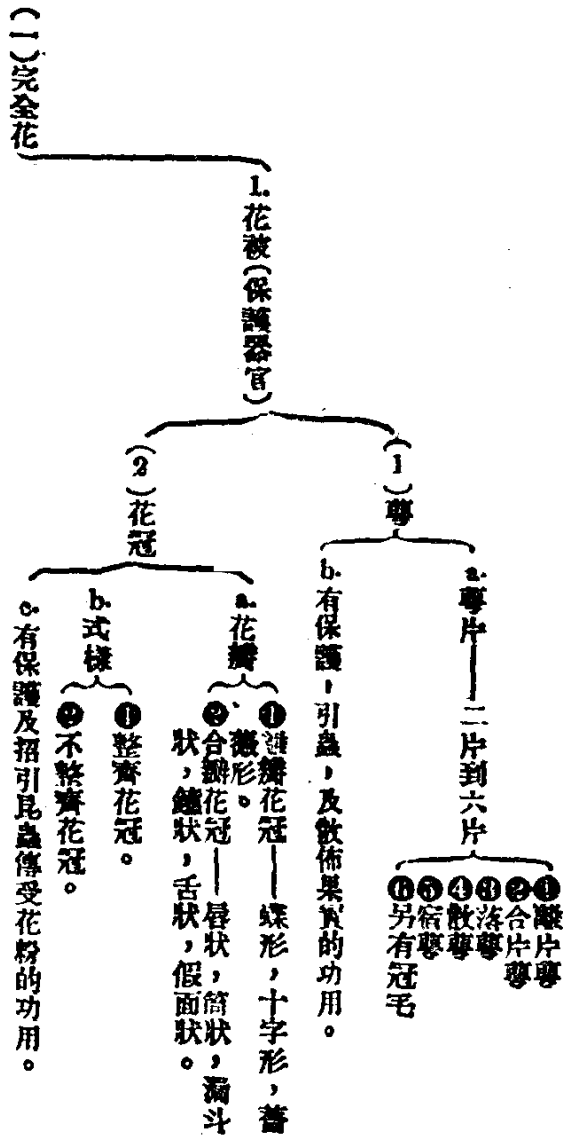 (一)完全花
1.花被(保護器官)
(1)萼
a.萼片——二片到六片
❶離片萼
❷合片萼
❸落萼
❹散萼
❺宿萼
❻另有冠毛
b.有保護,引蟲,及散佈果實的功用。
(2)花冠
a.花瓣
❶離瓣花冠——蝶形,十字形,薔
薇形。
❷合瓣花冠——唇狀,筒狀,漏斗
狀,鐘狀,舌狀,假面狀。
b.式樣
❶整齊花冠。
❷不整齊花冠。
c.有保護及招引昆蟲傳受花粉的功用。